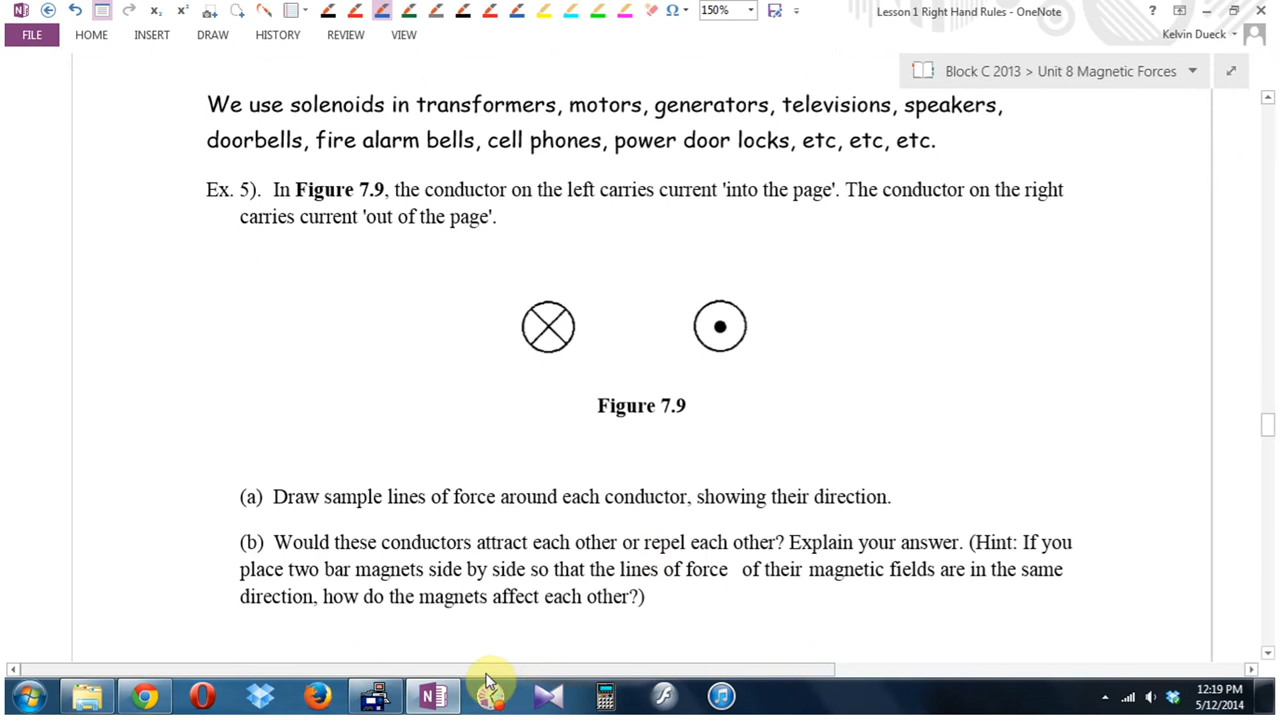 150%
Lesson 1 Right Hand Rules - OneNote
FILE HOME INSERT DRAW HISTORY REVIEW VIEW
Kelvin Dueck
Block C 2013 > Unit 8 Magnetic Forces
We use solenoids in transformers, motors, generators, televisions, speakers,
doorbells, fire alarm bells, cell phones, power door locks, etc, etc, etc.
Ex. 5). In Figure 7.9, the conductor on the left carries current 'into the page'. The conductor on the right
carries current 'out of the page'.
Figure 7.9
(a) Draw sample lines of force around each conductor, showing their direction.
(b) Would these conductors attract each other or repel each other? Explain your answer. (Hint: If you
place two bar magnets side by side so that the lines of force of their magnetic fields are in the same
direction, how do the magnets affect each other?)
12:19 PM
5/12/2014